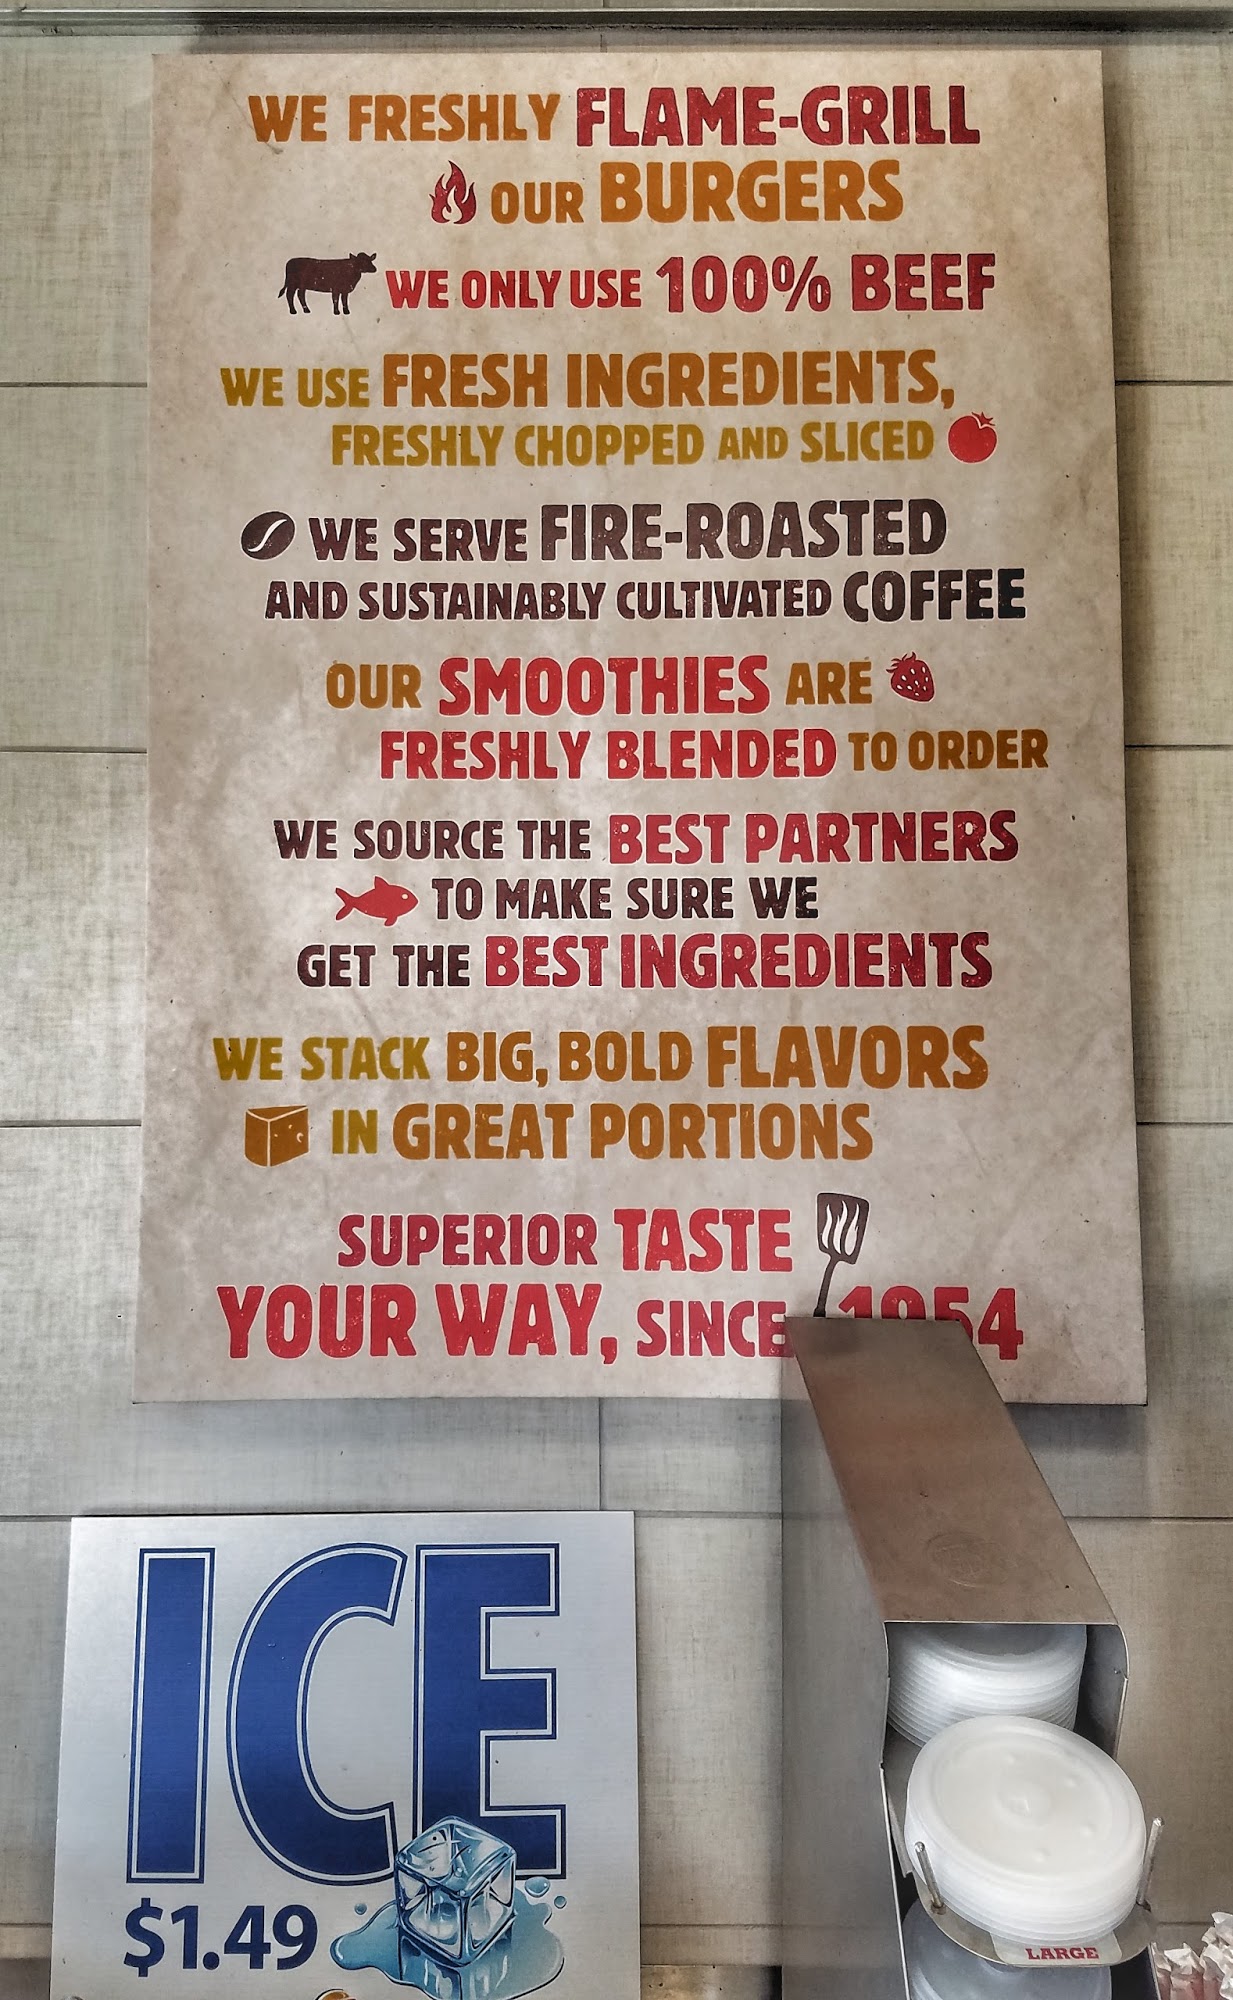 WE FRESHLY FLAME-GRILL
OUR BURGERS
WE ONLY USE 100% BEEF
WE USE FRESH INGREDIENTS,
FRESHLY CHOPPED AND SLICED
WE SERVE FIRE-ROASTED
AND SUSTAINABLY CULTIVATED COFFEE
OUR SMOOTHIES ARE
FRESHLY BLENDED TO ORDER
WE SOURCE THE BEST PARTNERS
TO MAKE SURE WE
GET THE BEST INGREDIENTS
WE STACK BIG, BOLD FLAVORS
IN GREAT PORTIONS
SUPERIOR TASTE
YOUR WAY, SINCE 1954
ICE
$1.49
LARGE